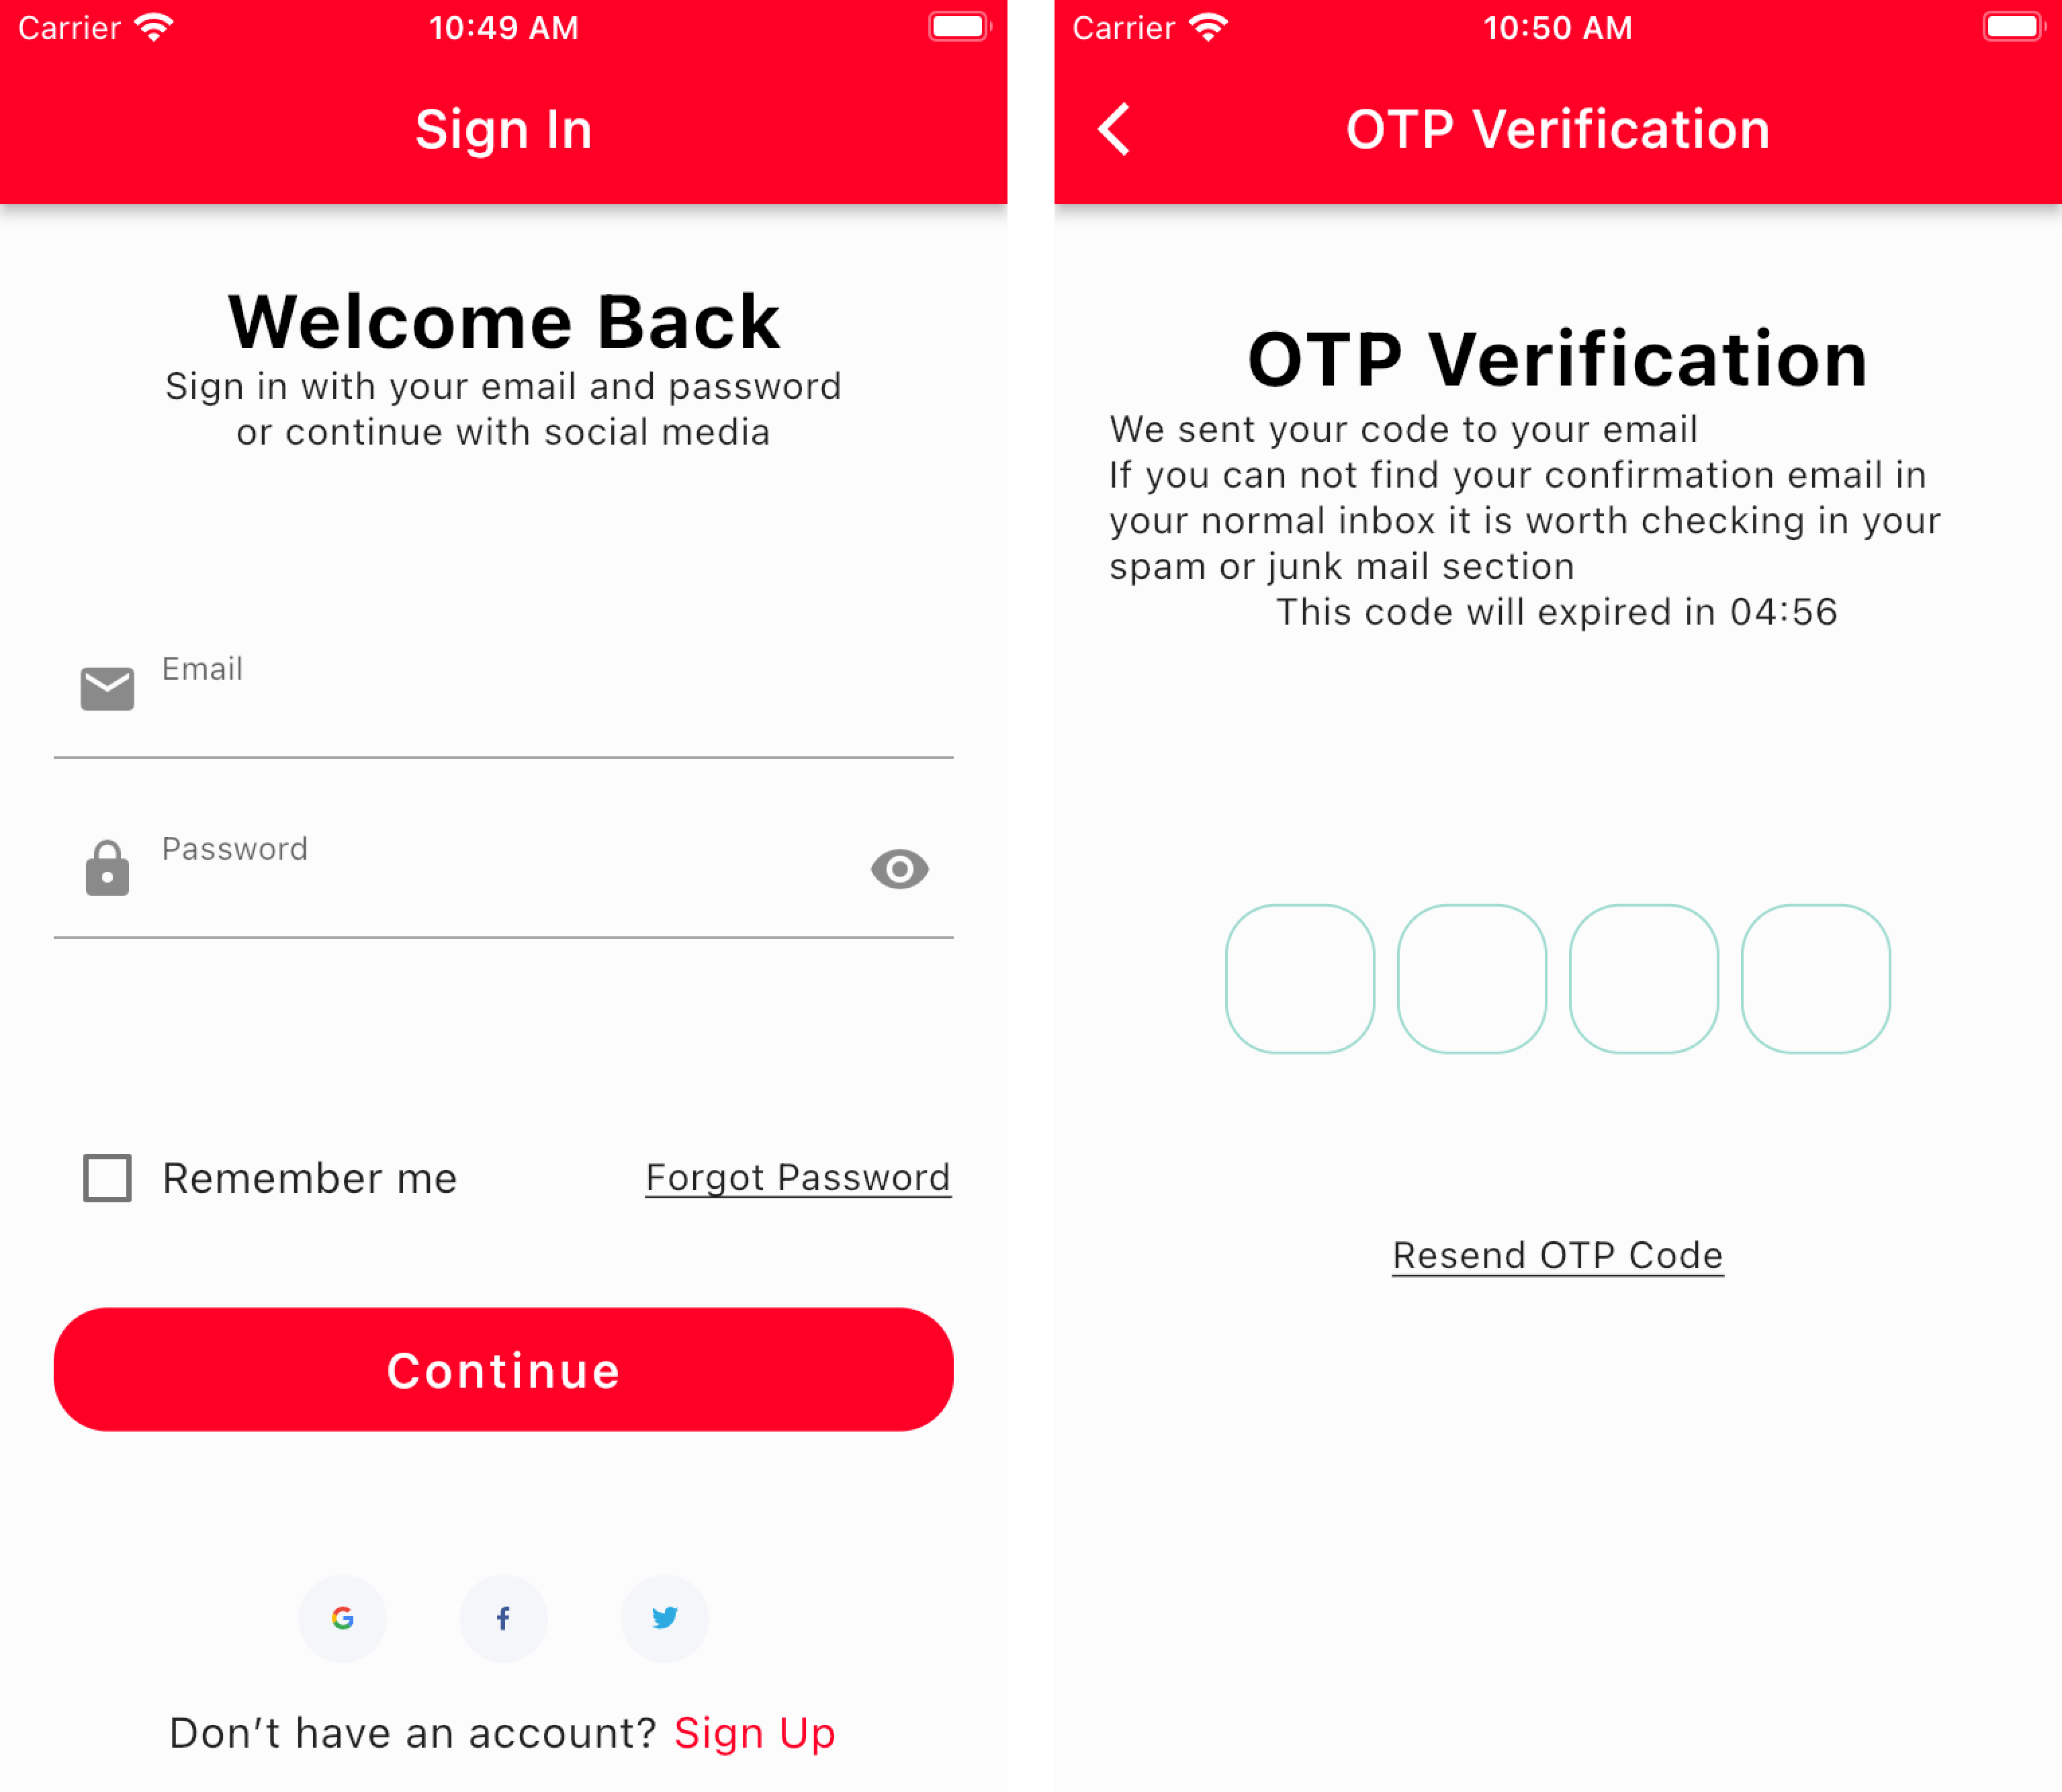 Carrier 10:49 AM
Sign In
Welcome Back
Sign in with your email and password
or continue with social media
Email
Password
Remember me Forgot Password
Continue
Don’t have an account? Sign Up
Carrier 10:50 AM
OTP Verification
OTP Verification
We sent your code to your email
If you can not find your confirmation email in
your normal inbox it is worth checking in your
spam or junk mail section
This code will expired in 04:56
Resend OTP Code